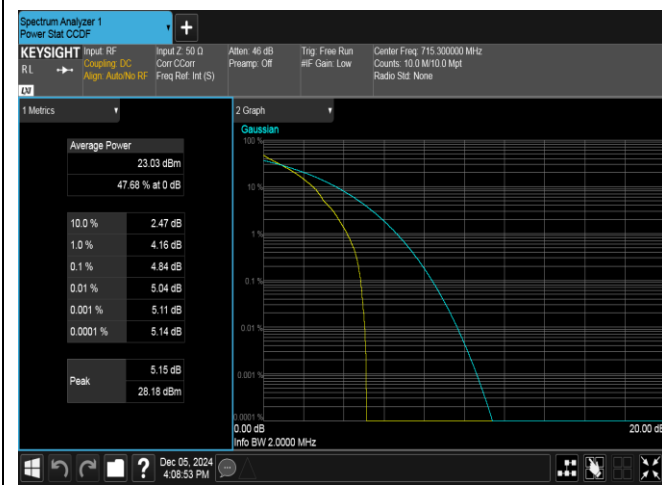 Spectrum Analyzer 1
Power Stat CCDF
KEYSIGHT
RL
LXI
Input: RF
Coupling: DC
Align: Auto/No RF
Input Z: 50 Ω
Corr CCorr
Freq Ref: Int (S)
Atten: 46 dB
Preamp: Off
Trig: Free Run
#IF Gain: Low
Center Freq: 715.300000 MHz
Counts: 10.0 M/10.0 Mpt
Radio Std: None
1 Metrics
Average Power
23.03 dBm
47.68 % at 0 dB
10.0 % 2.47 dB
1.0 % 4.16 dB
0.1 % 4.84 dB
0.01 % 5.04 dB
0.001 % 5.11 dB
0.0001 % 5.14 dB
Peak
5.15 dB
28.18 dBm
2 Graph
Gaussian
100 %
10 %
1 %
0.1 %
0.01 %
0.001 %
0.0001 %
0.00 dB 20.00 dB
Info BW 2.0000 MHz
?
Dec 05, 2024
4:08:53 PM